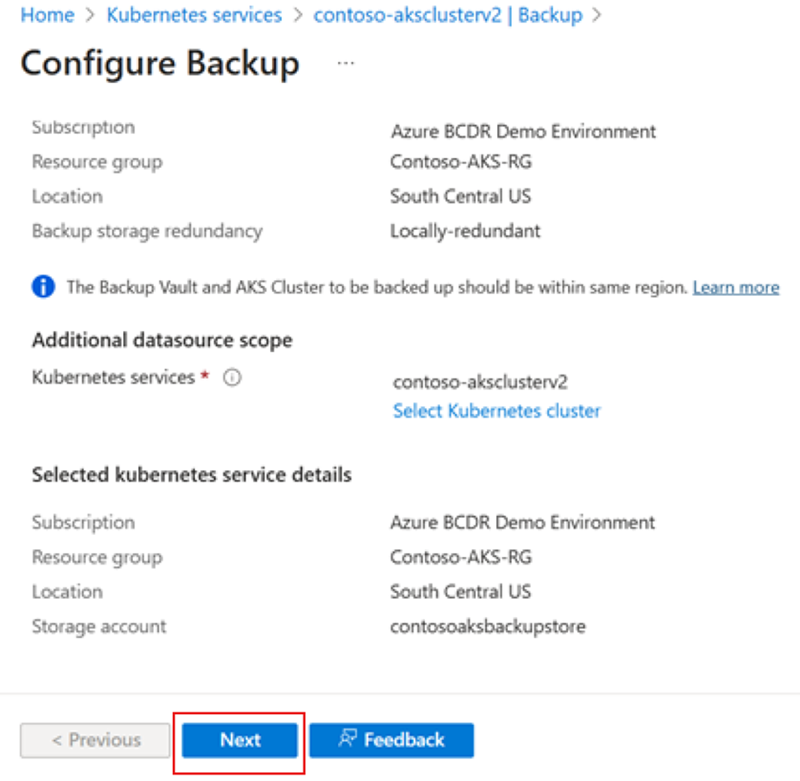 Home > Kubernetes services > contoso-aksclusterv2 | Backup >
Configure Backup ...
Subscription Azure BCDR Demo Environment
Resource group Contoso-AKS-RG
Location South Central US
Backup storage redundancy Locally-redundant
The Backup Vault and AKS Cluster to be backed up should be within same region. Learn more
Additional datasource scope
Kubernetes services * contoso-aksclusterv2
Select Kubernetes cluster
Selected kubernetes service details
Subscription Azure BCDR Demo Environment
Resource group Contoso-AKS-RG
Location South Central US
Storage account contosoaksbackupstore
< Previous Next Feedback